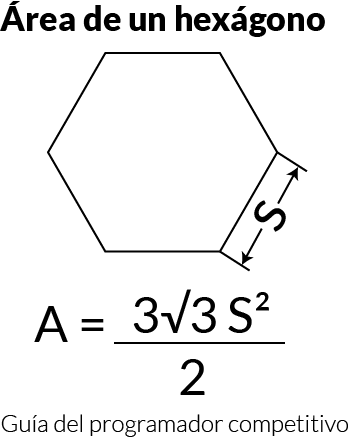 Área de un hexágono
S
A = 3√3 S²
2
Guía del programador competitivo